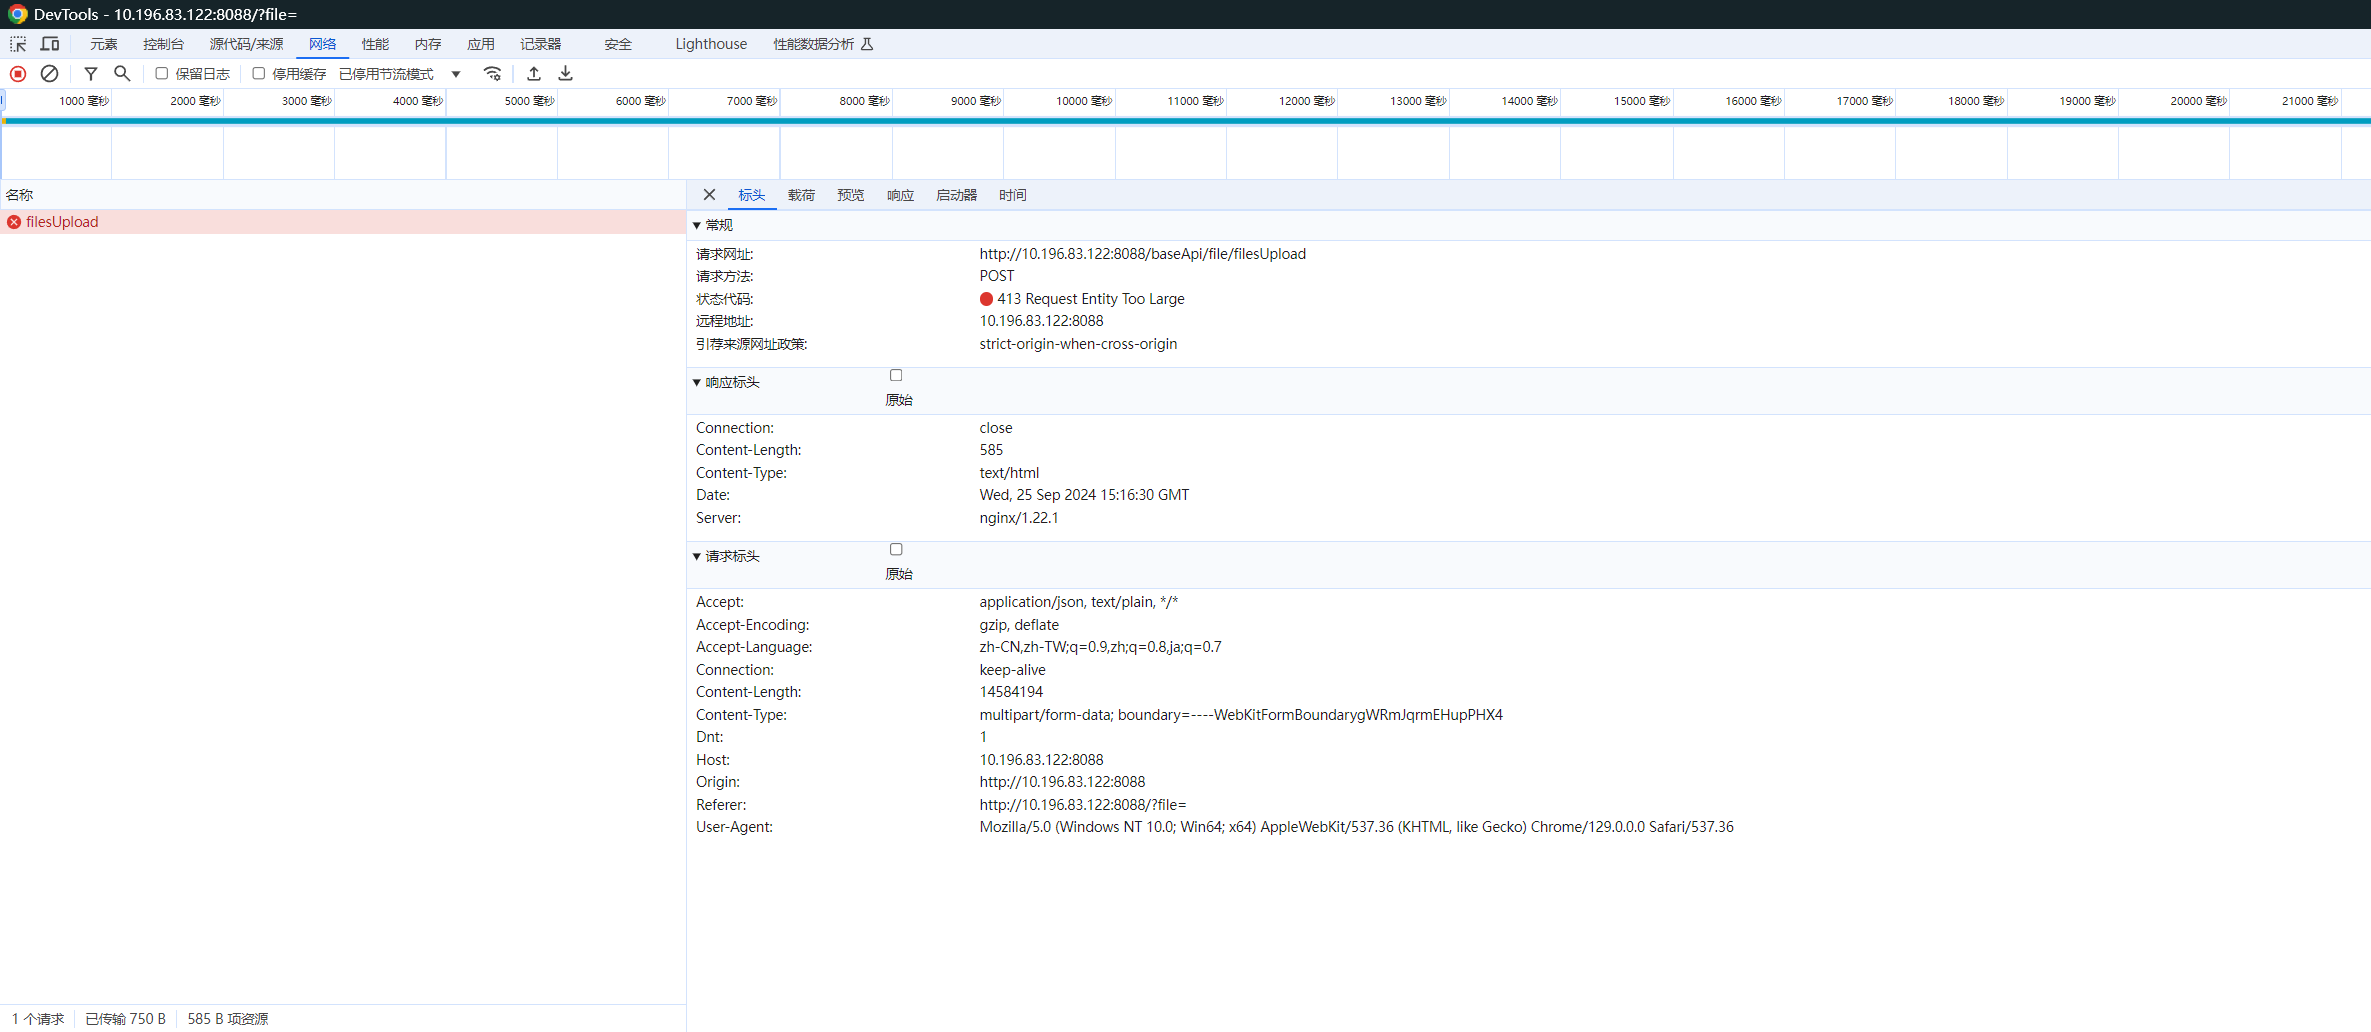 DevTools - 10.196.83.122:8088/?file=
元素 控制台 源代码/来源 网络 性能 内存 应用 记录器 安全 Lighthouse 性能数据分析
保留日志 停用缓存 已停用节流模式
1000 毫秒 2000 毫秒 3000 毫秒 4000 毫秒 5000 毫秒 6000 毫秒 7000 毫秒 8000 毫秒 9000 毫秒 10000 毫秒 11000 毫秒 12000 毫秒 13000 毫秒 14000 毫秒 15000 毫秒 16000 毫秒 17000 毫秒 18000 毫秒 19000 毫秒 20000 毫秒 21000 毫秒
名称
filesUpload
标头 载荷 预览 响应 启动器 时间
常规
请求网址: http://10.196.83.122:8088/baseApi/file/filesUpload
请求方法: POST
状态代码: 413 Request Entity Too Large
远程地址: 10.196.83.122:8088
引荐来源网址政策: strict-origin-when-cross-origin
响应标头
原始
Connection: close
Content-Length: 585
Content-Type: text/html
Date: Wed, 25 Sep 2024 15:16:30 GMT
Server: nginx/1.22.1
请求标头
原始
Accept: application/json, text/plain, */*
Accept-Encoding: gzip, deflate
Accept-Language: zh-CN,zh-TW;q=0.9,zh;q=0.8,ja;q=0.7
Connection: keep-alive
Content-Length: 14584194
Content-Type: multipart/form-data; boundary=----WebKitFormBoundarygWRmJqrmEHupPHX4
Dnt: 1
Host: 10.196.83.122:8088
Origin: http://10.196.83.122:8088
Referer: http://10.196.83.122:8088/?file=
User-Agent: Mozilla/5.0 (Windows NT 10.0; Win64; x64) AppleWebKit/537.36 (KHTML, like Gecko) Chrome/129.0.0.0 Safari/537.36
1 个请求 已传输 750 B 585 B 项资源